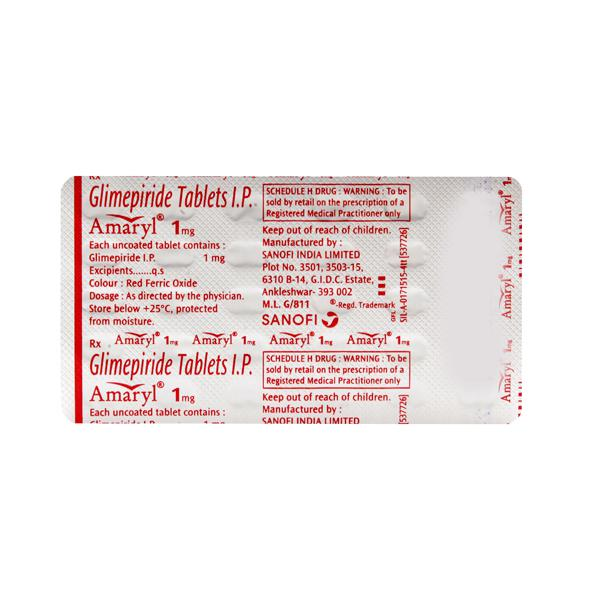 Rx
Glimepiride Tablets I.P.
Amaryl® 1mg
Each uncoated tablet contains :
Glimepiride I.P. 1 mg
Excipients.......q.s
Colour : Red Ferric Oxide
Dosage : As directed by the physician.
Store below +25°C, protected
from moisture.
SCHEDULE H DRUG : WARNING : To be
sold by retail on the prescription of a
Registered Medical Practitioner only
Keep out of reach of children.
Manufactured by :
SANOFI INDIA LIMITED
Plot No. 3501, 3503-15,
6310 B-14, G.I.D.C. Estate,
Ankleshwar- 393 002
M.L. G/811 ®-Regd. Trademark
SANOFI
[537726]
Rx Amaryl® 1mg Amaryl® 1mg Amaryl® 1mg Amaryl® 1mg
Glimepiride Tablets I.P.
Amaryl® 1mg
Each uncoated tablet contains :
Glimepiride I.P. 1 mg
SCHEDULE H DRUG : WARNING : To be
sold by retail on the prescription of a
Registered Medical Practitioner only
Keep out of reach of children.
Manufactured by :
SANOFI INDIA LIMITED
[537726]
Amaryl® 1mg
Amaryl® 1mg
Amaryl® 1mg